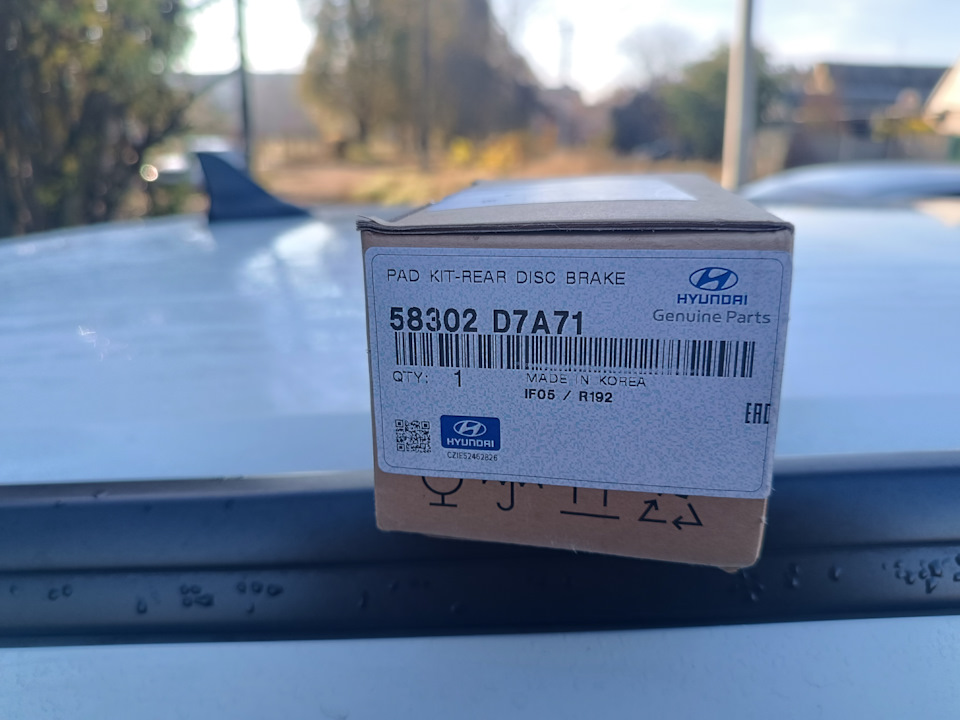 PAD KIT-REAR DISC BRAKE
HYUNDAI
Genuine Parts
58302 D7A71
QTY: 1
MADE IN KOREA
IF05 / R192
EAC
HYUNDAI
CZIE52462826